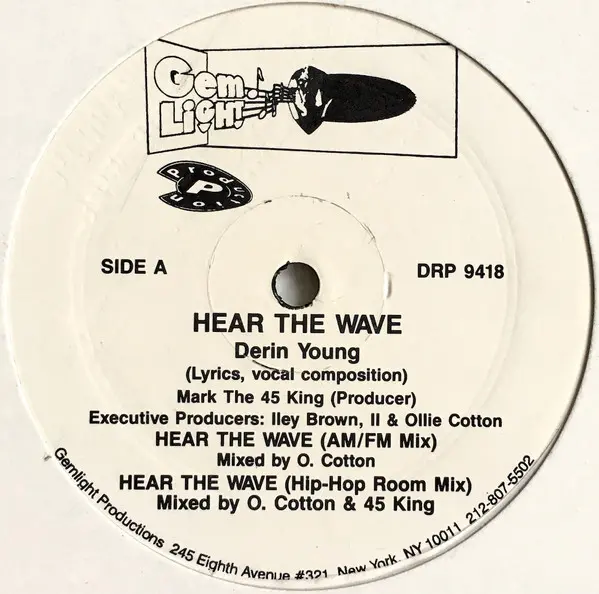 Gem Light
Production
P
SIDE A
DRP 9418
HEAR THE WAVE
Derin Young
(Lyrics, vocal composition)
Mark The 45 King (Producer)
Executive Producers: Iley Brown, II & Ollie Cotton
HEAR THE WAVE (AM/FM Mix)
Mixed by O. Cotton
HEAR THE WAVE (Hip-Hop Room Mix)
Mixed by O. Cotton & 45 King
Gemlight Productions 245 Eighth Avenue #321, New York, NY 10011 212-807-5502